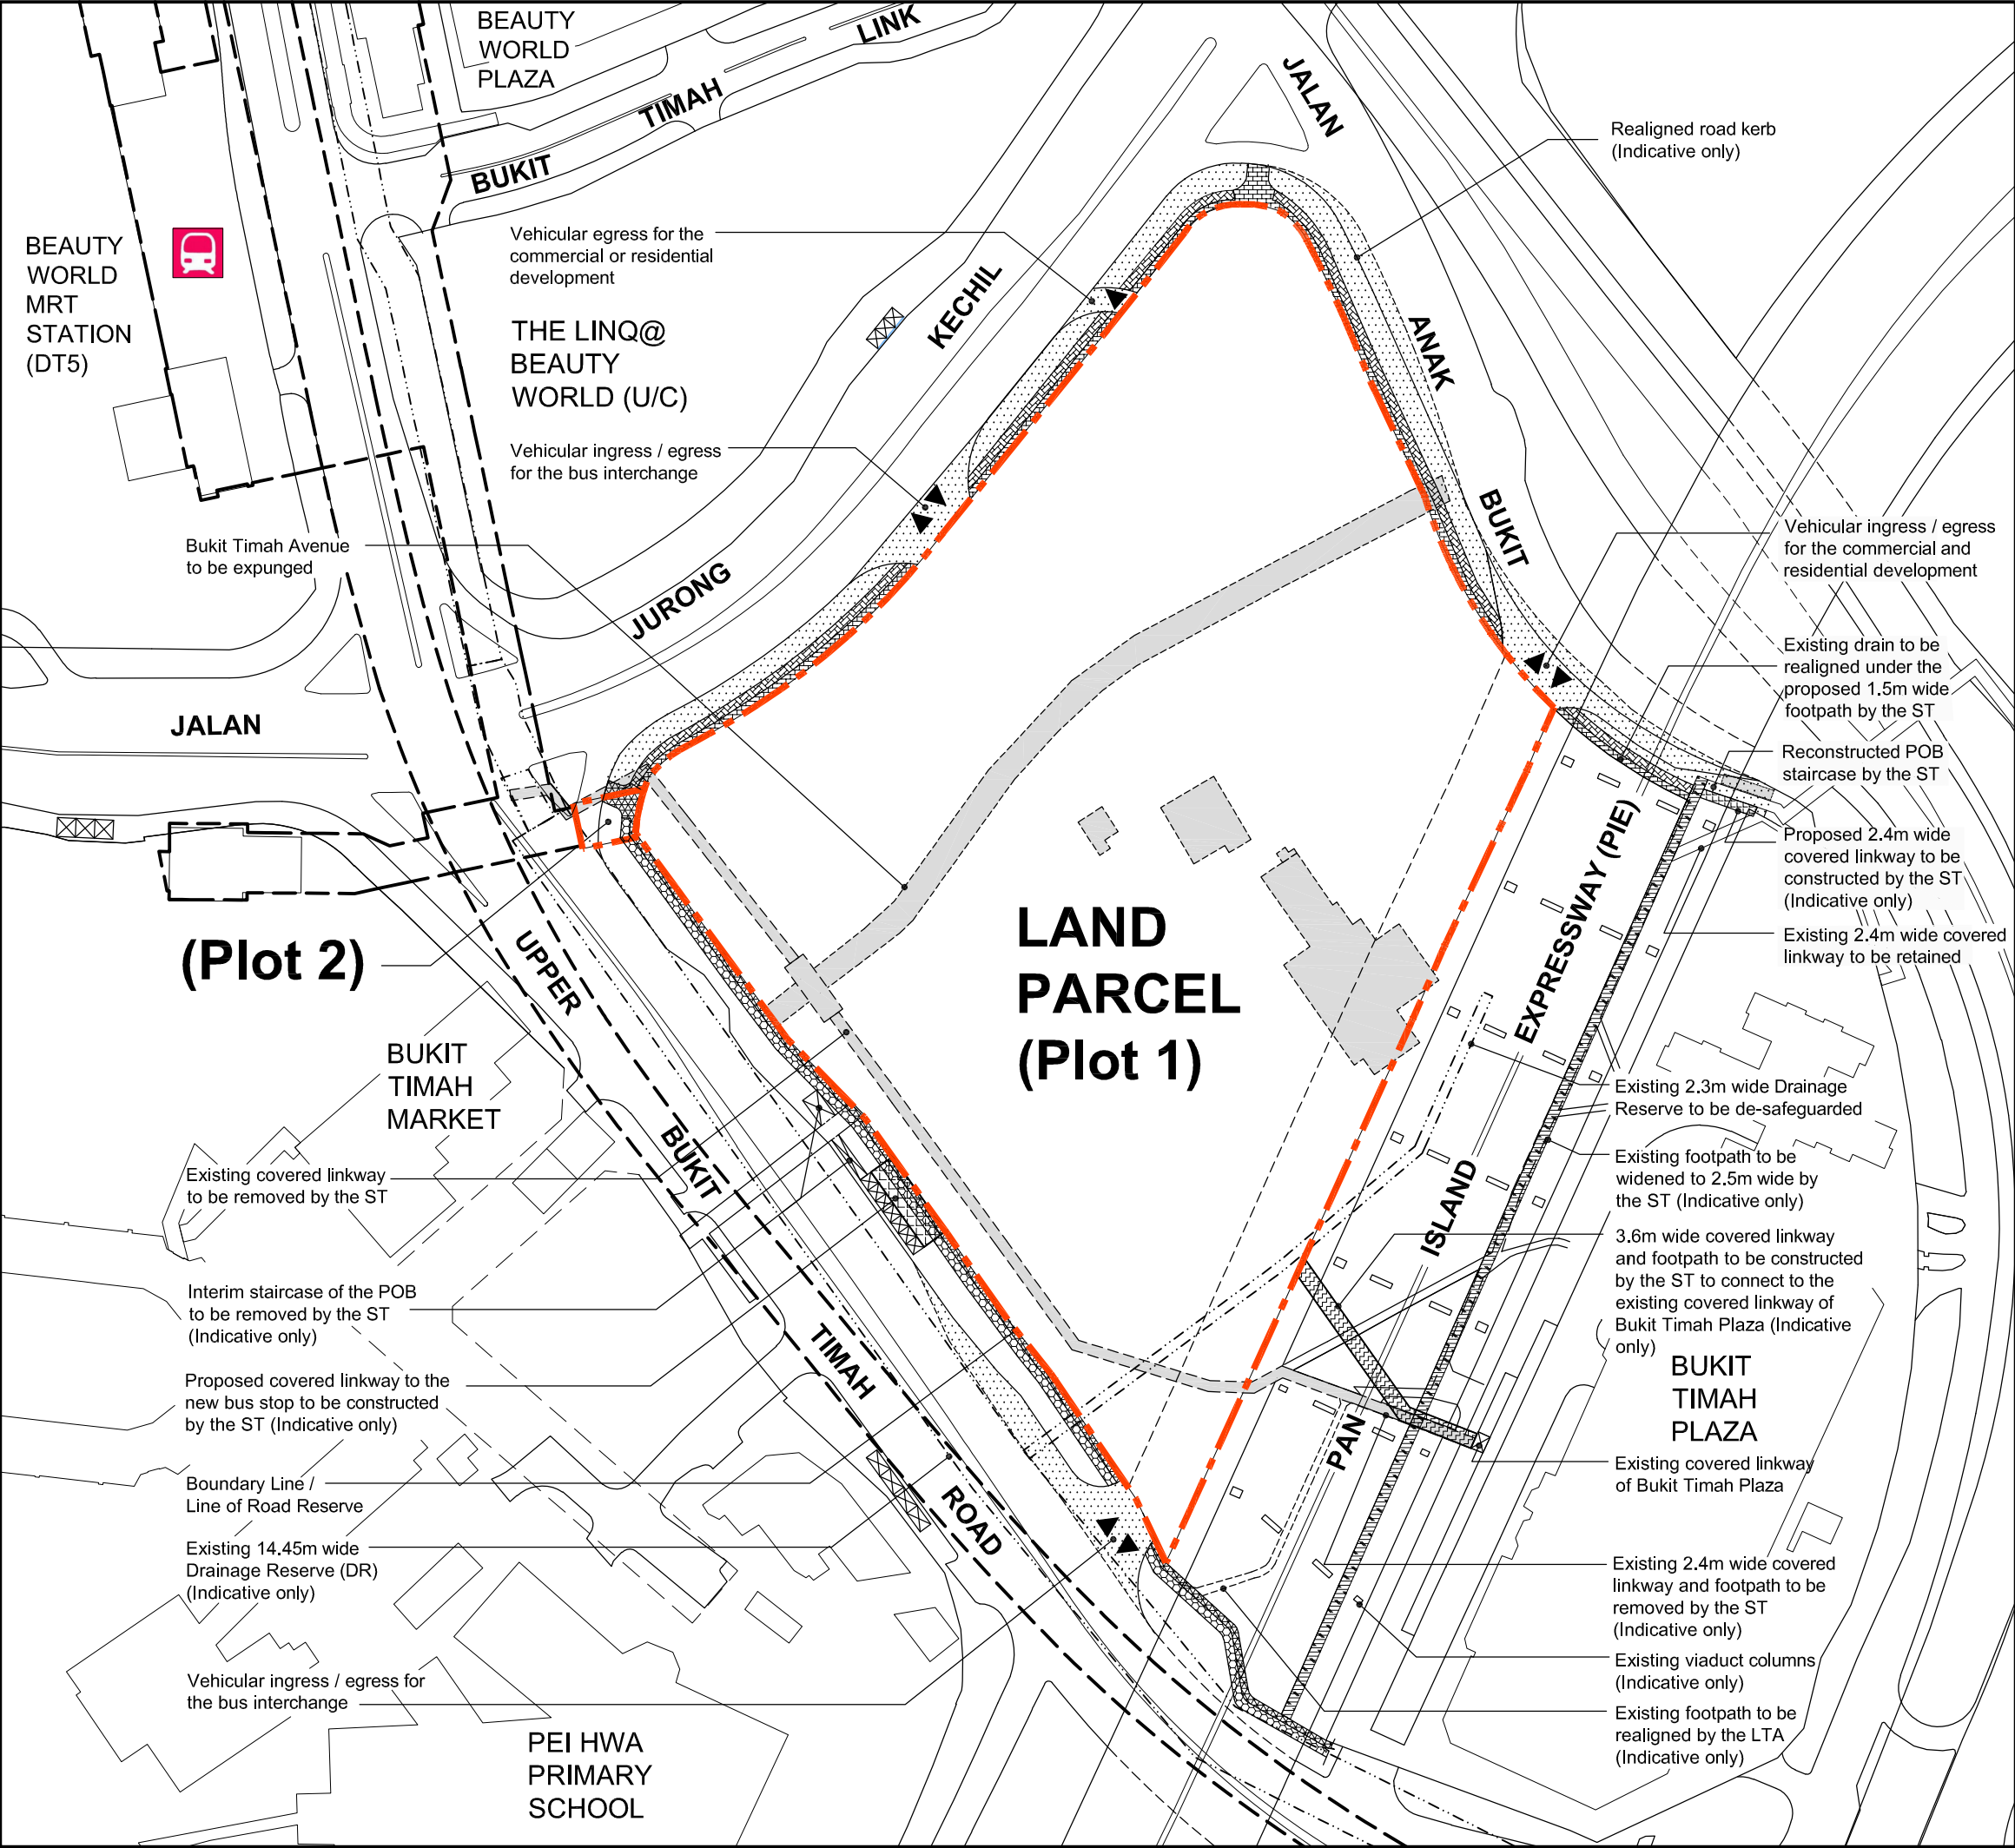 BEAUTY
WORLD
PLAZA
BUKIT TIMAH LINK
JALAN ANAK BUKIT
Realigned road kerb
(Indicative only)
BEAUTY
WORLD
MRT
STATION
(DT5)
Vehicular egress for the
commercial or residential
development
THE LINQ@
BEAUTY
WORLD (U/C)
Vehicular ingress / egress
for the bus interchange
Bukit Timah Avenue
to be expunged
JALAN JURONG KECHIL
Vehicular ingress / egress
for the commercial and
residential development
Existing drain to be
realigned under the
proposed 1.5m wide
footpath by the ST
Reconstructed POB
staircase by the ST
Proposed 2.4m wide
covered linkway to be
constructed by the ST
(Indicative only)
Existing 2.4m wide covered
linkway to be retained
(Plot 2)
LAND
PARCEL
(Plot 1)
UPPER BUKIT TIMAH ROAD
PAN ISLAND EXPRESSWAY (PIE)
BUKIT
TIMAH
MARKET
Existing covered linkway
to be removed by the ST
Interim staircase of the POB
to be removed by the ST
(Indicative only)
Proposed covered linkway to the
new bus stop to be constructed
by the ST (Indicative only)
Boundary Line /
Line of Road Reserve
Existing 14.45m wide
Drainage Reserve (DR)
(Indicative only)
Vehicular ingress / egress for
the bus interchange
PEI HWA
PRIMARY
SCHOOL
Existing 2.3m wide Drainage
Reserve to be de-safeguarded
Existing footpath to be
widened to 2.5m wide by
the ST (Indicative only)
3.6m wide covered linkway
and footpath to be constructed
by the ST to connect to the
existing covered linkway of
Bukit Timah Plaza (Indicative
only)
BUKIT
TIMAH
PLAZA
Existing covered linkway
of Bukit Timah Plaza
Existing 2.4m wide covered
linkway and footpath to be
removed by the ST
(Indicative only)
Existing viaduct columns
(Indicative only)
Existing footpath to be
realigned by the LTA
(Indicative only)